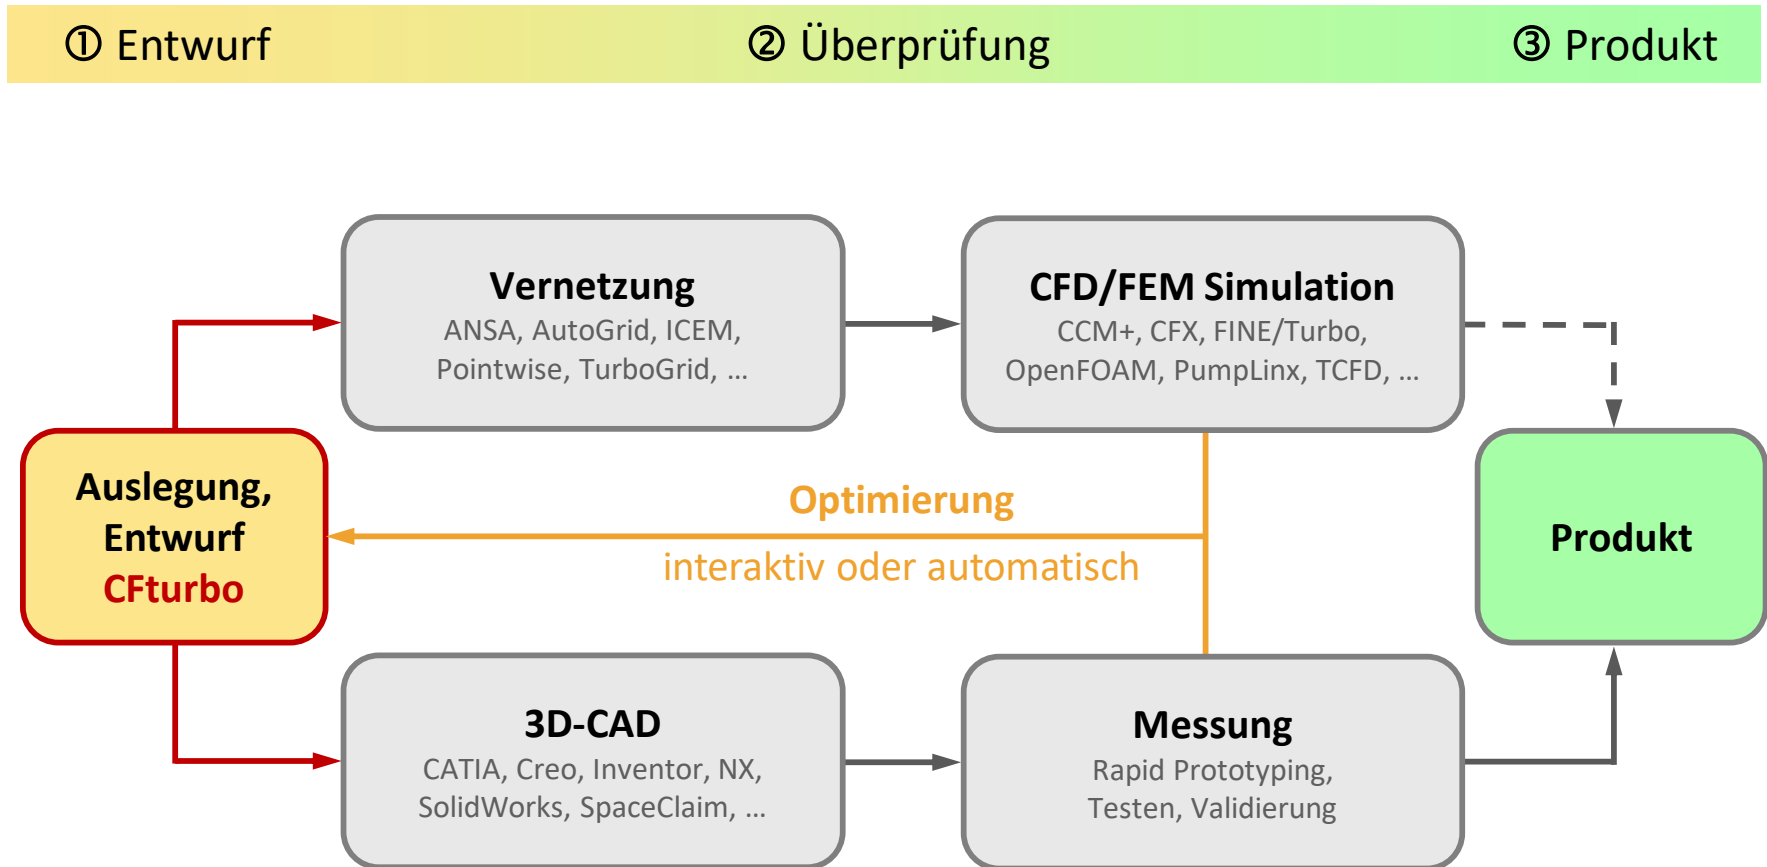 ① Entwurf
② Überprüfung
③ Produkt
Vernetzung
ANSA, AutoGrid, ICEM,
Pointwise, TurboGrid, ...
CFD/FEM Simulation
CCM+, CFX, FINE/Turbo,
OpenFOAM, PumpLinx, TCFD, ...
Auslegung,
Entwurf
CFturbo
Optimierung
interaktiv oder automatisch
Produkt
3D-CAD
CATIA, Creo, Inventor, NX,
SolidWorks, SpaceClaim, ...
Messung
Rapid Prototyping,
Testen, Validierung